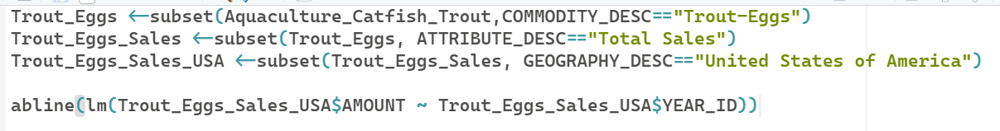 Trout_Eggs <-subset(Aquaculture_Catfish_Trout,COMMODITY_DESC=="Trout-Eggs")
Trout_Eggs_Sales <-subset(Trout_Eggs, ATTRIBUTE_DESC=="Total Sales")
Trout_Eggs_Sales_USA <-subset(Trout_Eggs_Sales, GEOGRAPHY_DESC=="United States of America")
abline(lm(Trout_Eggs_Sales_USA$AMOUNT ~ Trout_Eggs_Sales_USA$YEAR_ID))